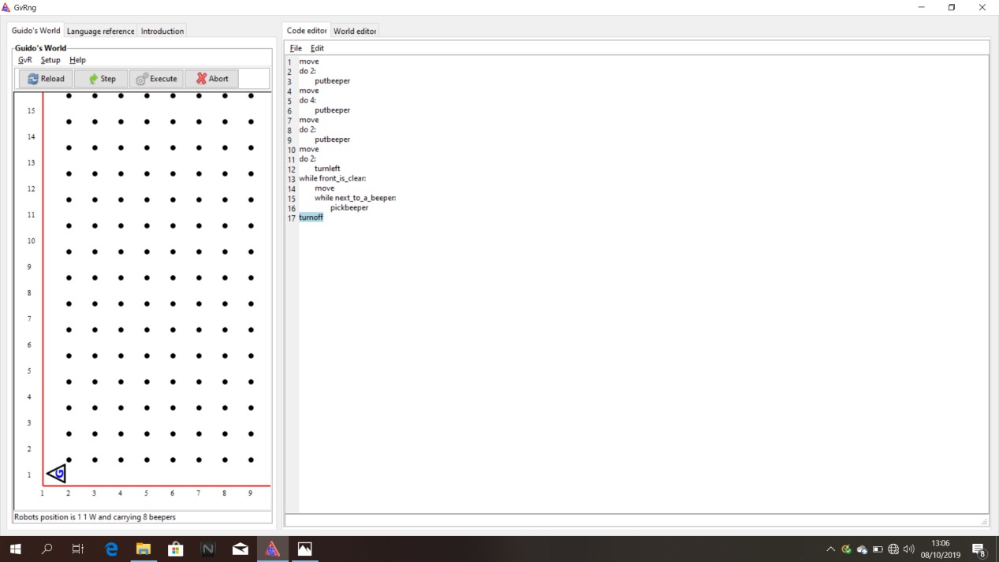 GvRng
Guido's World Language reference Introduction
Guido's World
GvR Setup Help
Reload Step Execute Abort
15
14
13
12
11
10
9
8
7
6
5
4
3
2
1
G
1 2 3 4 5 6 7 8 9
Robots position is 1 1 W and carrying 8 beepers
Code editor World editor
File Edit
1 move
2 do 2:
3 putbeeper
4 move
5 do 4:
6 putbeeper
7 move
8 do 2:
9 putbeeper
10 move
11 do 2:
12 turnleft
13 while front_is_clear:
14 move
15 while next_to_a_beeper:
16 pickbeeper
17 turnoff
N
13:06
08/10/2019
8